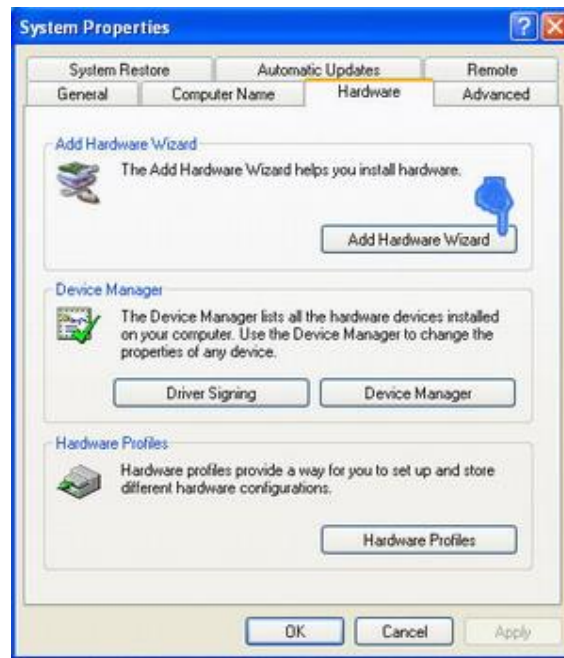 System Properties
System Restore Automatic Updates Remote
General Computer Name Hardware Advanced
Add Hardware Wizard
The Add Hardware Wizard helps you install hardware.
Add Hardware Wizard
Device Manager
The Device Manager lists all the hardware devices installed
on your computer. Use the Device Manager to change the
properties of any device.
Driver Signing Device Manager
Hardware Profiles
Hardware profiles provide a way for you to set up and store
different hardware configurations.
Hardware Profiles
OK Cancel Apply